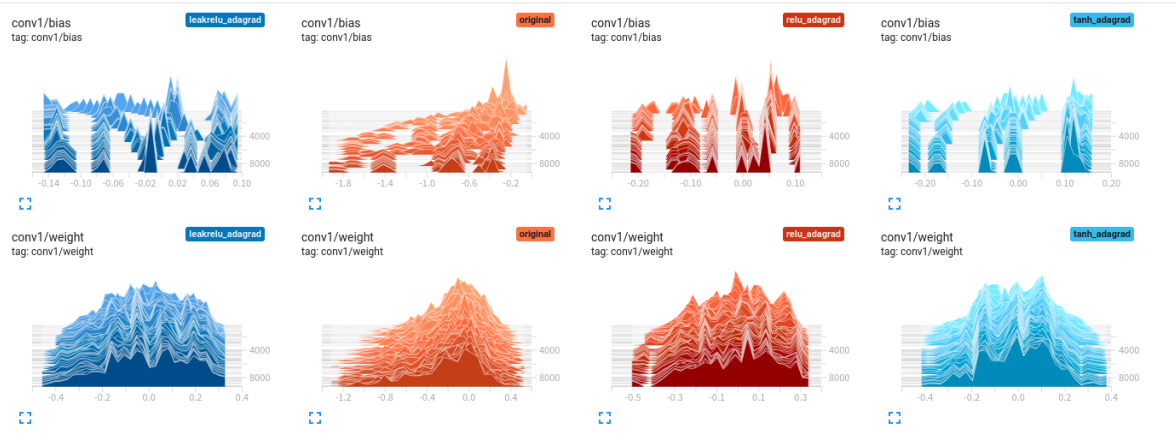 conv1/bias leakrelu_adagrad
tag: conv1/bias
4000
8000
-0.14 -0.10 -0.06 -0.02 0.02 0.06 0.10
conv1/bias original
tag: conv1/bias
4000
8000
-1.8 -1.4 -1.0 -0.6 -0.2
conv1/bias relu_adagrad
tag: conv1/bias
4000
8000
-0.20 -0.10 0.00 0.10
conv1/bias tanh_adagrad
tag: conv1/bias
4000
8000
-0.20 -0.10 0.00 0.10 0.20
conv1/weight leakrelu_adagrad
tag: conv1/weight
4000
8000
-0.4 -0.2 0.0 0.2 0.4
conv1/weight original
tag: conv1/weight
4000
8000
-1.2 -0.8 -0.4 0.0 0.4
conv1/weight relu_adagrad
tag: conv1/weight
4000
8000
-0.5 -0.3 -0.1 0.1 0.3
conv1/weight tanh_adagrad
tag: conv1/weight
4000
8000
-0.4 -0.2 0.0 0.2 0.4